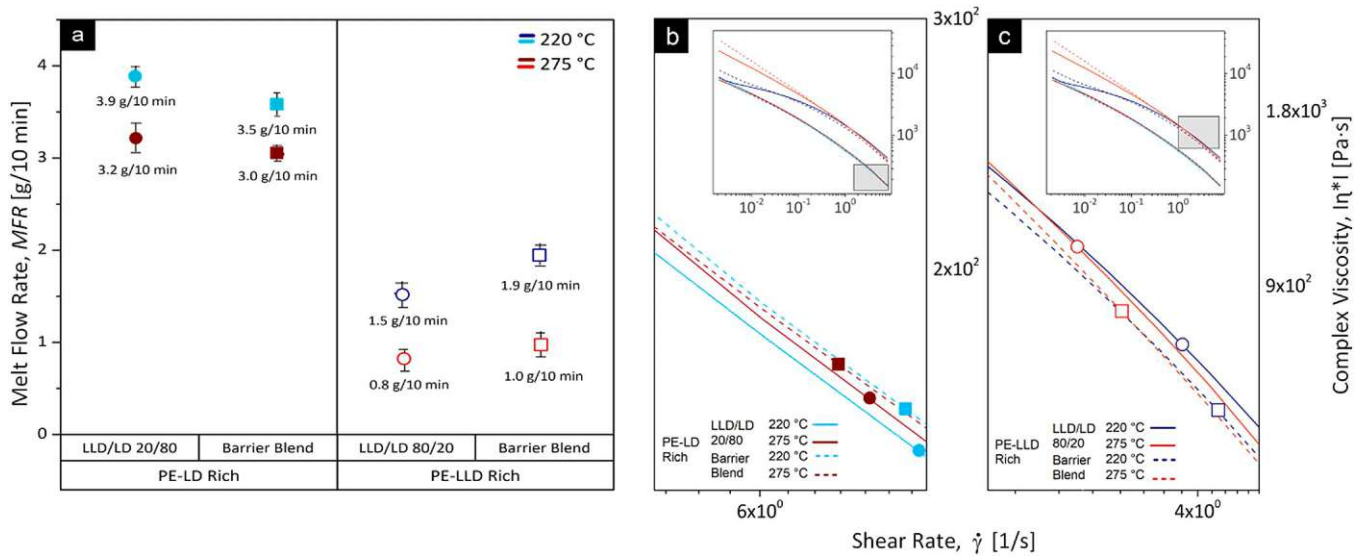 a
220 °C
275 °C
Melt Flow Rate, MFR [g/10 min]
4
3
2
1
0
3.9 g/10 min
3.5 g/10 min
3.2 g/10 min
3.0 g/10 min
1.5 g/10 min
1.9 g/10 min
0.8 g/10 min
1.0 g/10 min
LLD/LD 20/80 Barrier Blend LLD/LD 80/20 Barrier Blend
PE-LD Rich PE-LLD Rich
b
10⁴
10³
10⁻² 10⁻¹ 10⁰
3x10²
2x10²
LLD/LD 220 °C
PE-LD 20/80 275 °C
Rich Barrier 220 °C
Blend 275 °C
6x10⁰
c
10⁴
10³
10⁻² 10⁻¹ 10⁰
1.8x10³
9x10²
LLD/LD 220 °C
PE-LLD 80/20 275 °C
Rich Barrier 220 °C
Blend 275 °C
4x10⁰
Complex Viscosity, |η*| [Pa·s]
Shear Rate, γ̇ [1/s]